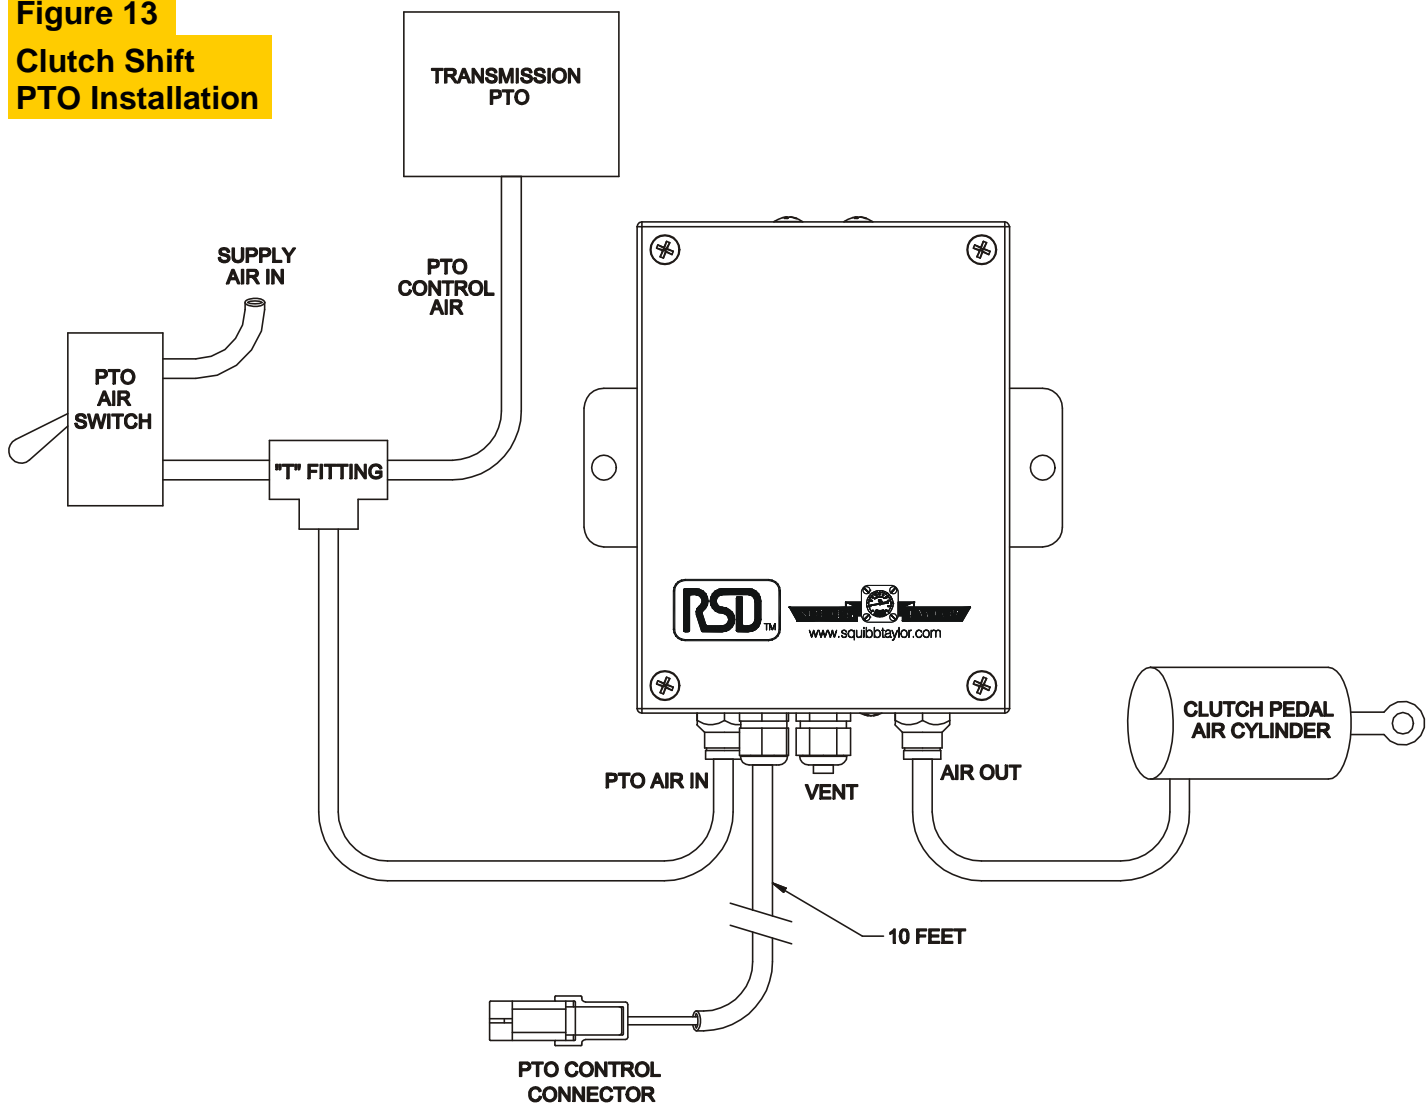 Figure 13
Clutch Shift
PTO Installation
TRANSMISSION
PTO
SUPPLY
AIR IN
PTO
CONTROL
AIR
PTO
AIR
SWITCH
"T" FITTING
RSD TM
www.squibbtaylor.com
CLUTCH PEDAL
AIR CYLINDER
PTO AIR IN
VENT
AIR OUT
10 FEET
PTO CONTROL
CONNECTOR